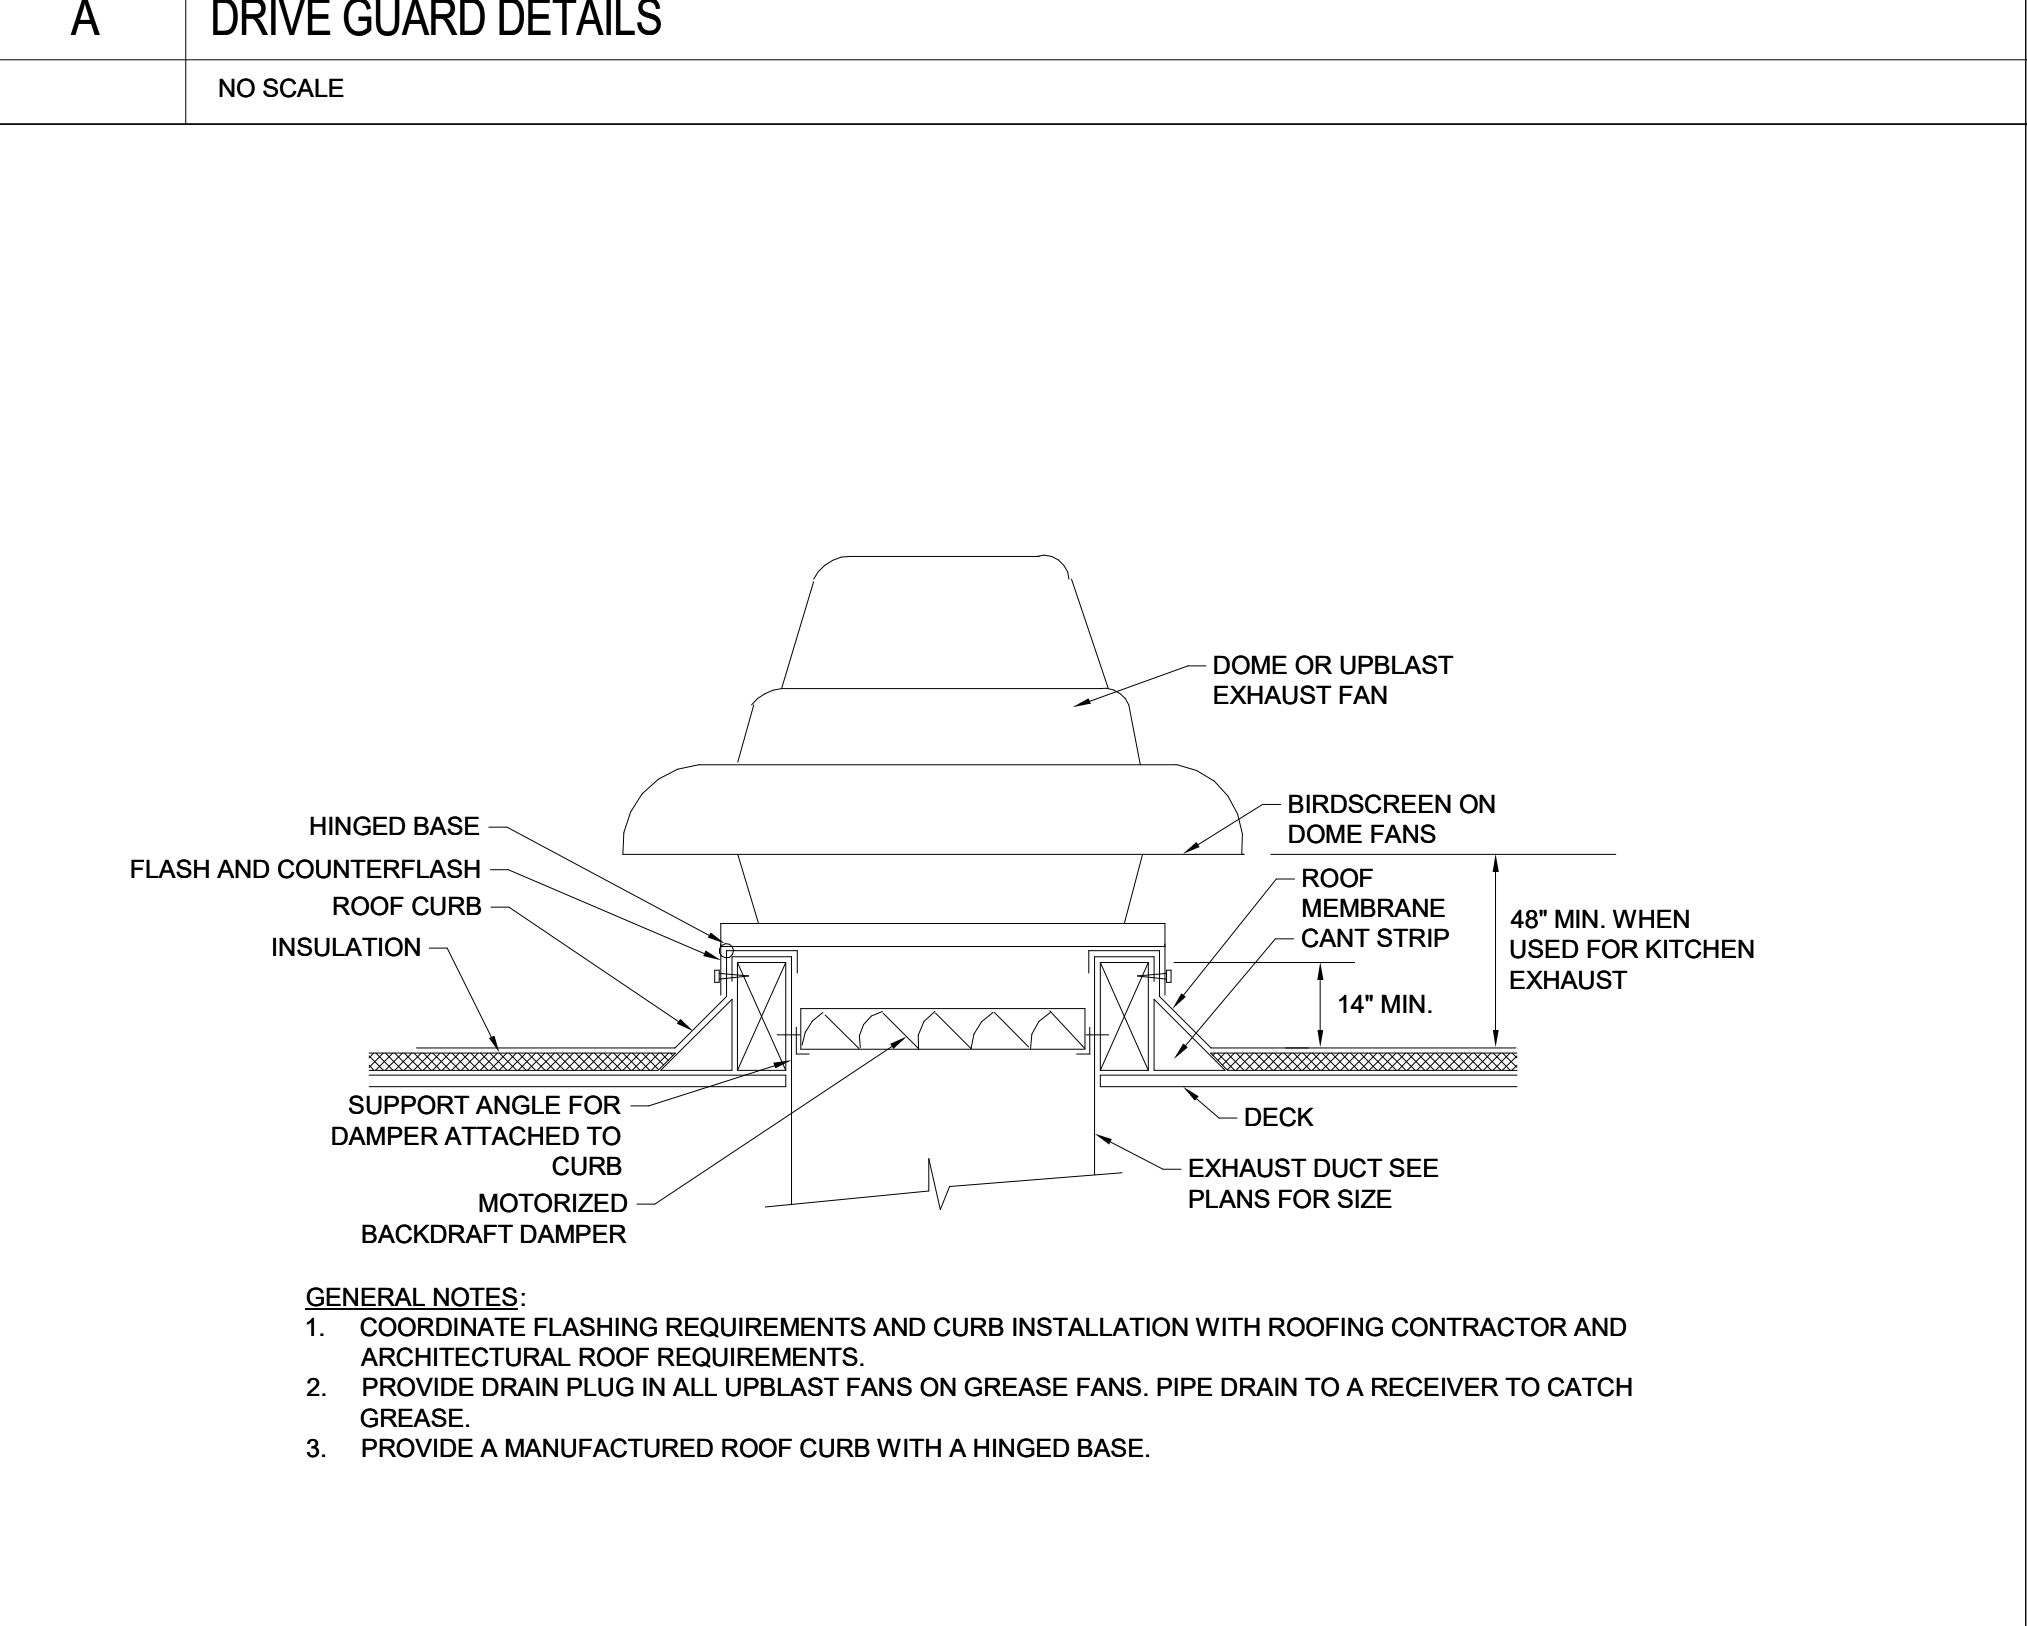 A
DRIVE GUARD DETAILS
NO SCALE
DOME OR UPBLAST
EXHAUST FAN
BIRDSCREEN ON
DOME FANS
HINGED BASE
FLASH AND COUNTERFLASH
ROOF CURB
INSULATION
ROOF
MEMBRANE
CANT STRIP
48" MIN. WHEN
USED FOR KITCHEN
EXHAUST
14" MIN.
SUPPORT ANGLE FOR
DAMPER ATTACHED TO
CURB
MOTORIZED
BACKDRAFT DAMPER
DECK
EXHAUST DUCT SEE
PLANS FOR SIZE
GENERAL NOTES:
1. COORDINATE FLASHING REQUIREMENTS AND CURB INSTALLATION WITH ROOFING CONTRACTOR AND
ARCHITECTURAL ROOF REQUIREMENTS.
2. PROVIDE DRAIN PLUG IN ALL UPBLAST FANS ON GREASE FANS. PIPE DRAIN TO A RECEIVER TO CATCH
GREASE.
3. PROVIDE A MANUFACTURED ROOF CURB WITH A HINGED BASE.